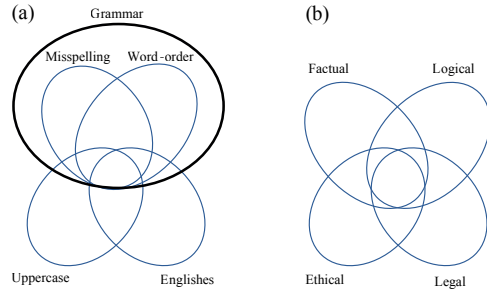 (a)
Grammar
Misspelling
Word-order
Uppercase
Englishes
(b)
Factual
Logical
Ethical
Legal